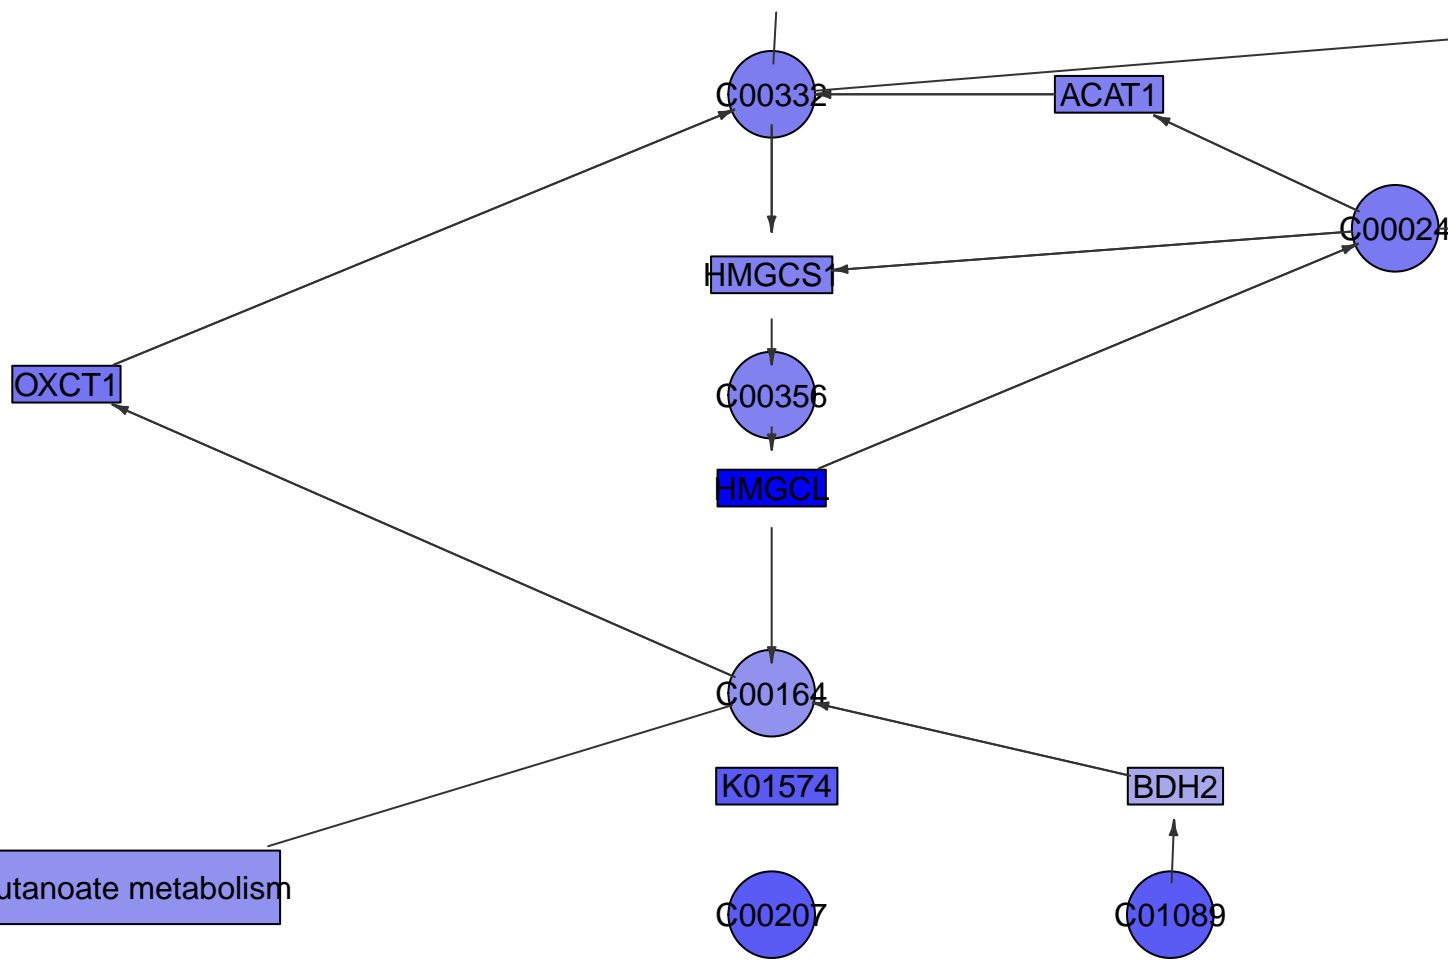 C00332
ACAT1
C00024
HMGCS1
OXCT1
C00356
HMGCL
C00164
K01574
BDH2
utanoate metabolism
C00207
C01089